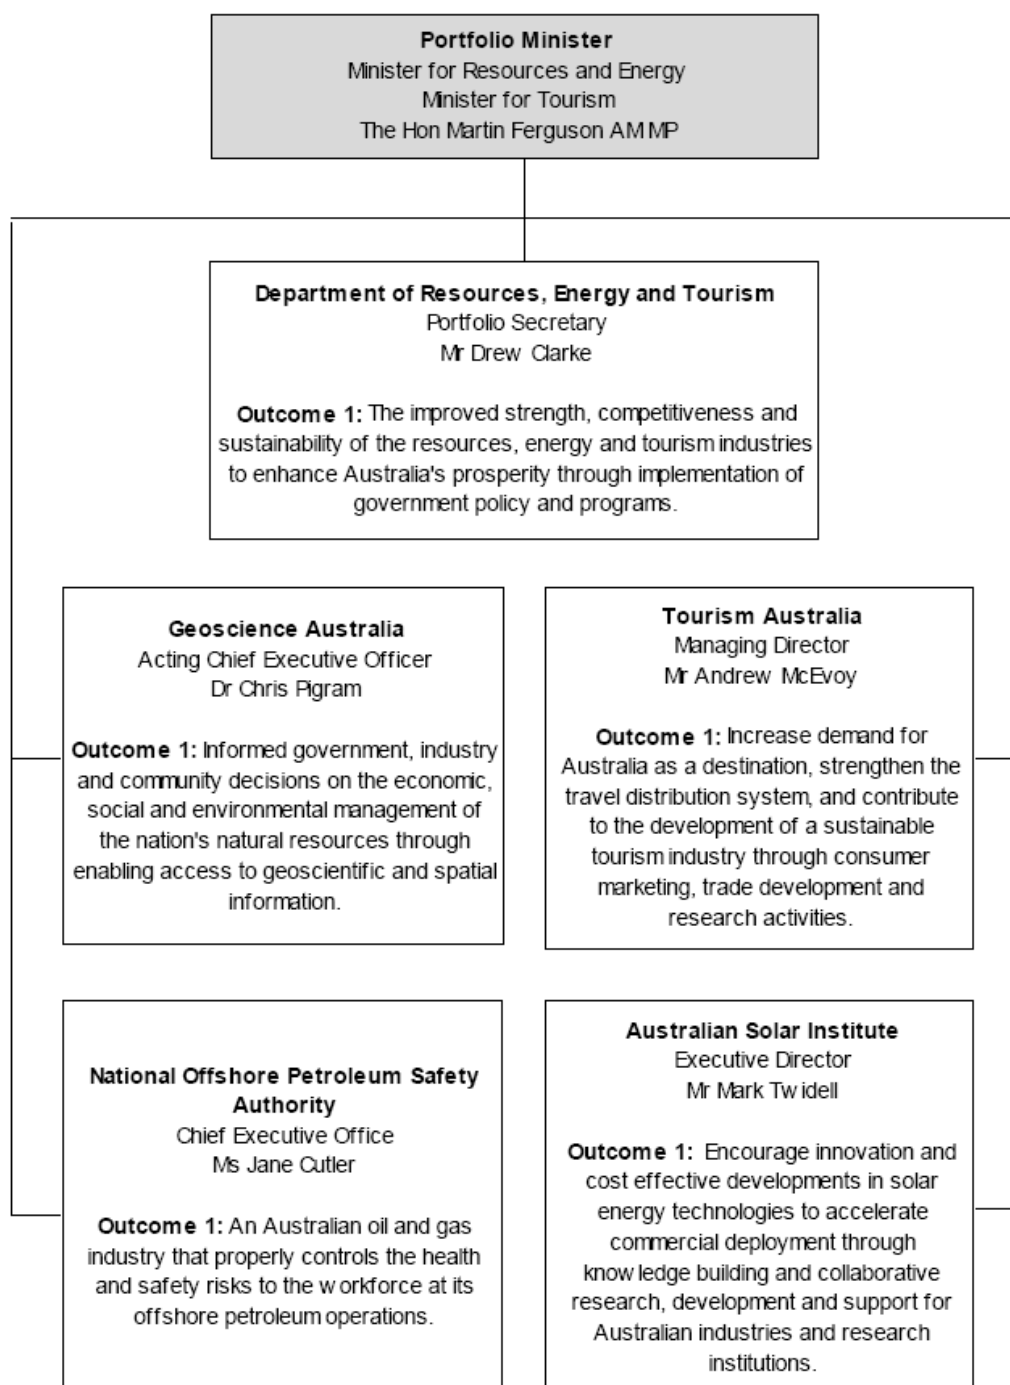 Portfolio Minister
Minister for Resources and Energy
Minister for Tourism
The Hon Martin Ferguson AM MP
Department of Resources, Energy and Tourism
Portfolio Secretary
Mr Drew Clarke
Outcome 1: The improved strength, competitiveness and
sustainability of the resources, energy and tourism industries
to enhance Australia's prosperity through implementation of
government policy and programs.
Geoscience Australia
Acting Chief Executive Officer
Dr Chris Pigram
Outcome 1: Informed government, industry
and community decisions on the economic,
social and environmental management of
the nation's natural resources through
enabling access to geoscientific and spatial
information.
Tourism Australia
Managing Director
Mr Andrew McEvoy
Outcome 1: Increase demand for
Australia as a destination, strengthen the
travel distribution system, and contribute
to the development of a sustainable
tourism industry through consumer
marketing, trade development and
research activities.
National Offshore Petroleum Safety
Authority
Chief Executive Office
Ms Jane Cutler
Outcome 1: An Australian oil and gas
industry that properly controls the health
and safety risks to the workforce at its
offshore petroleum operations.
Australian Solar Institute
Executive Director
Mr Mark Twidell
Outcome 1: Encourage innovation and
cost effective developments in solar
energy technologies to accelerate
commercial deployment through
knowledge building and collaborative
research, development and support for
Australian industries and research
institutions.